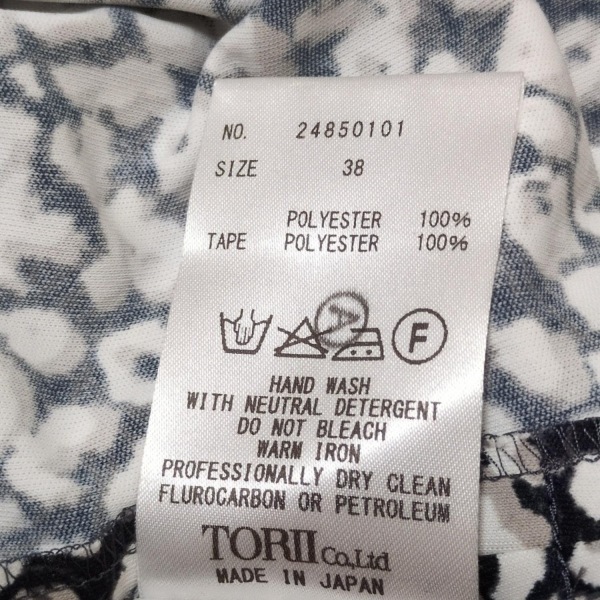 NO. 24850101
SIZE 38
POLYESTER 100%
TAPE POLYESTER 100%
A
F
HAND WASH
WITH NEUTRAL DETERGENT
DO NOT BLEACH
WARM IRON
PROFESSIONALLY DRY CLEAN
FLUROCARBON OR PETROLEUM
TORII Co,Ltd
MADE IN JAPAN